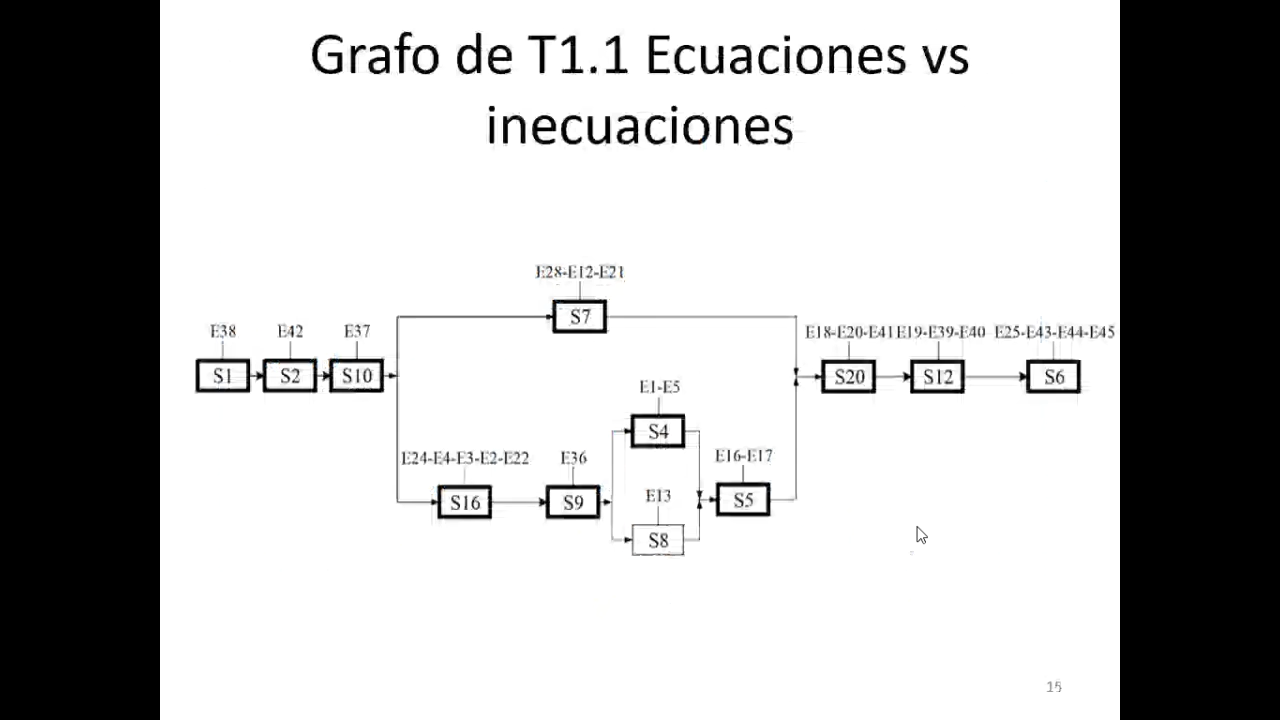 Grafo de T1.1 Ecuaciones vs
inecuaciones
E28-E12-E21
S7
E38
E42
E37
E18-E20-E41
E19-E39-E40
E25-E43-E44-E45
S1
S2
S10
S20
S12
S6
E1-E5
S4
E24-E4-E3-E2-E22
E36
E16-E17
S16
S9
E13
S5
S8
15